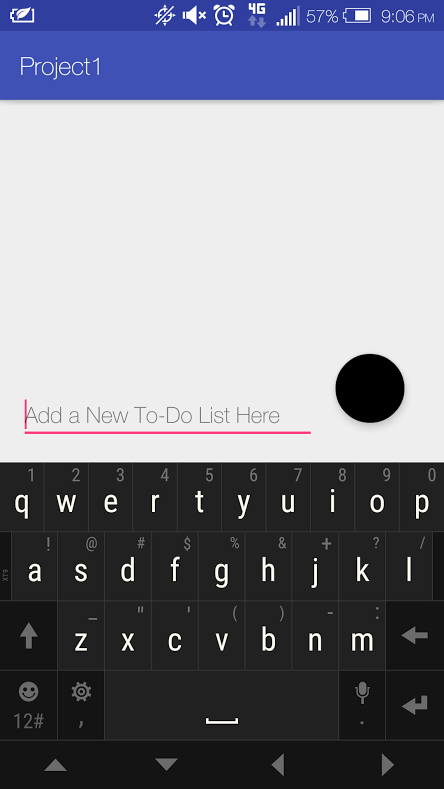 4G 57% 9:06 PM
Project1
Add a New To-Do List Here
1 2 3 4 5 6 7 8 9 0
q w e r t y u i o p
! @ # $ % & + ? /
XT9 a s d f g h j k l
_ " ' ( ) - :
z x c v b n m
12# , .